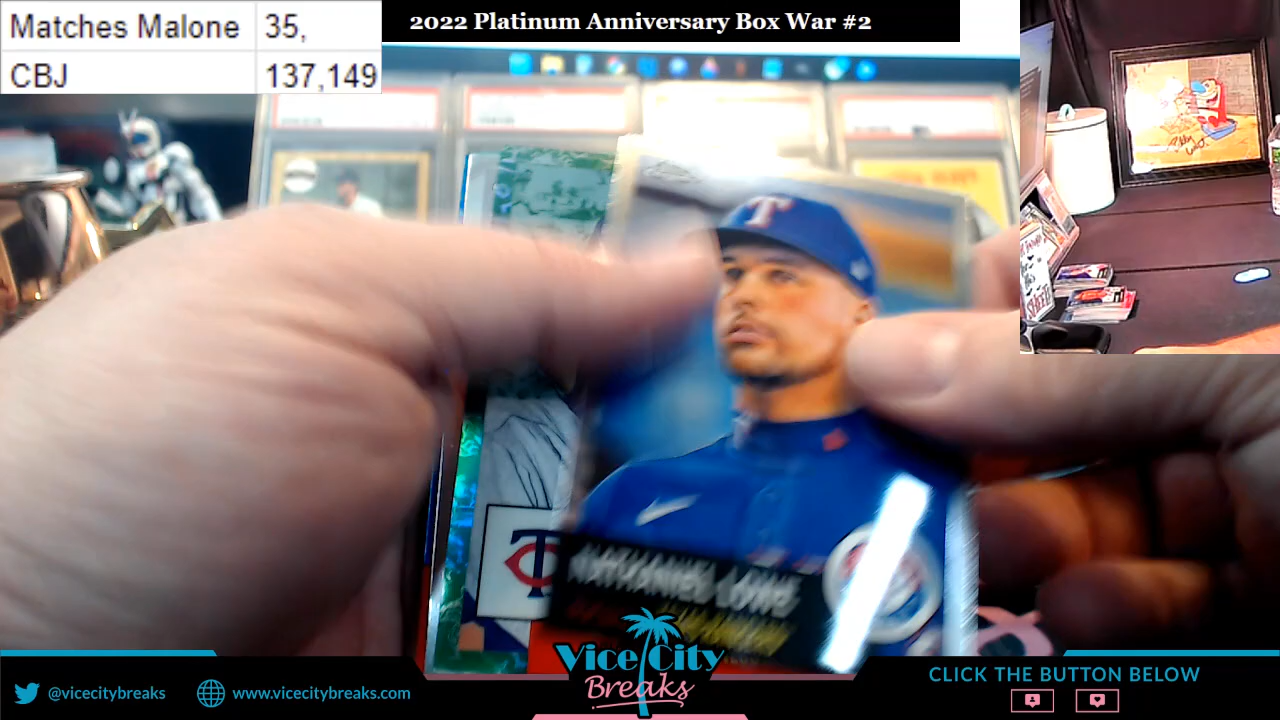 Matches Malone 35,
CBJ 137,149
2022 Platinum Anniversary Box War #2
T
NATHANIEL LOWE
TC
Vice City
Breaks
@vicecitybreaks
www.vicecitybreaks.com
CLICK THE BUTTON BELOW